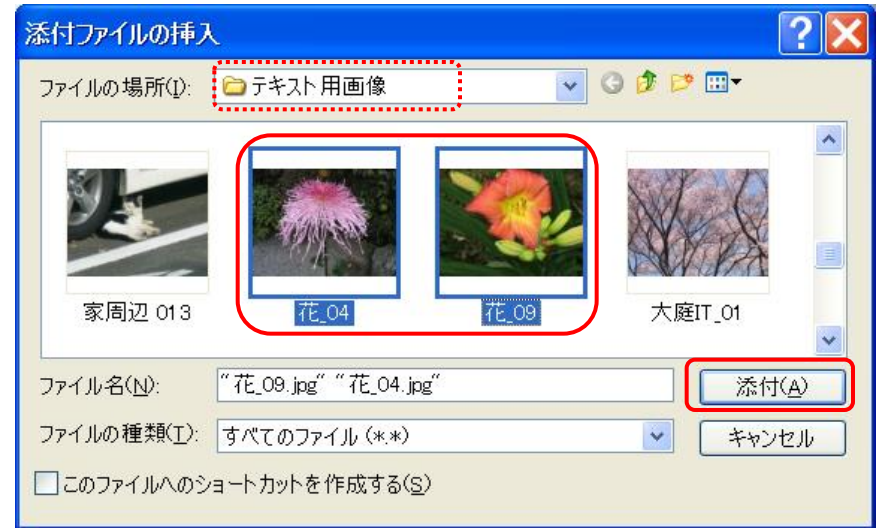 添付ファイルの挿入
ファイルの場所(I): テキスト用画像
家周辺 013 花_04 花_09 大庭IT_01
ファイル名(N): "花_09.jpg" "花_04.jpg" 添付(A)
ファイルの種類(T): すべてのファイル (*.*) キャンセル
このファイルへのショートカットを作成する(S)